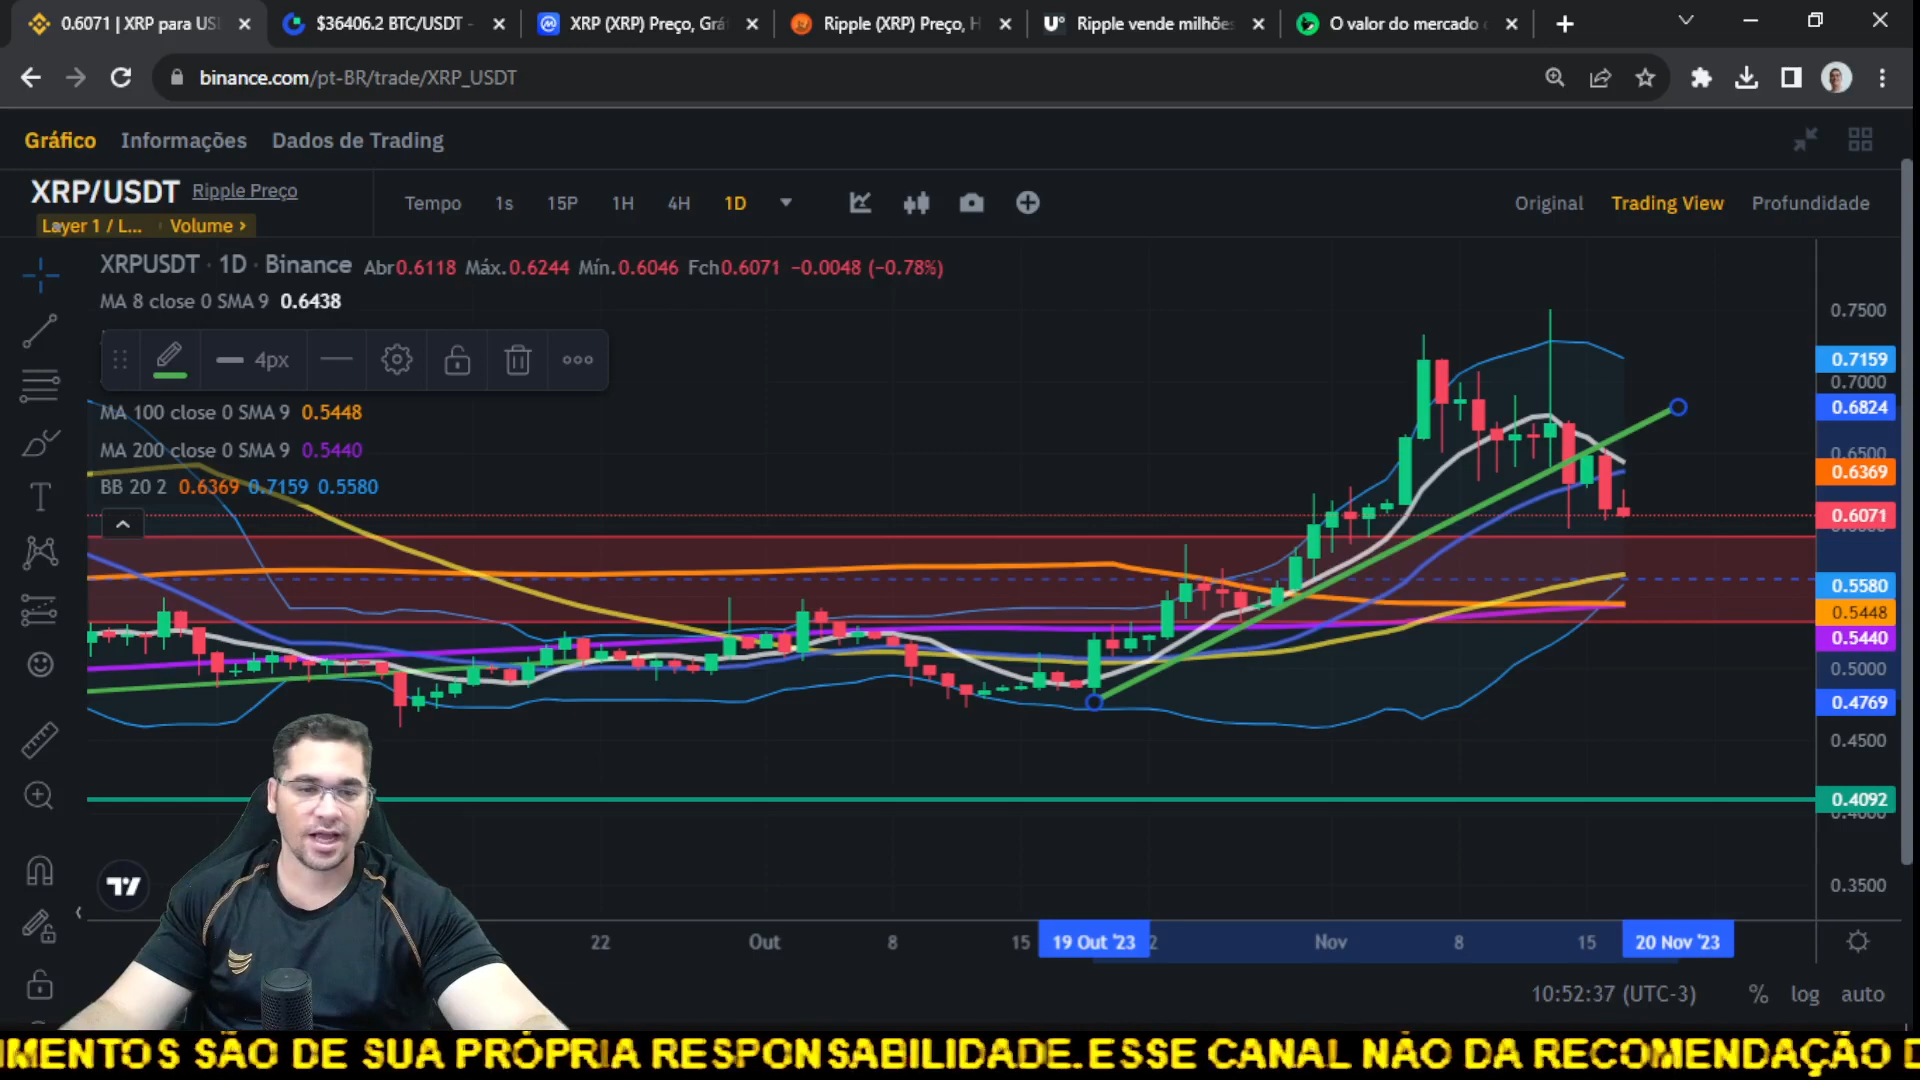 0.6071 | XRP para US
$36406.2 BTC/USDT -
XRP (XRP) Preço, Grá
Ripple (XRP) Preço, H
Ripple vende milhões
O valor do mercado
binance.com/pt-BR/trade/XRP_USDT
Gráfico Informações Dados de Trading
XRP/USDT Ripple Preço
Layer 1 / L... Volume >
Tempo 1s 15P 1H 4H 1D
Original Trading View Profundidade
XRPUSDT · 1D · Binance Abr0.6118 Máx.0.6244 Mín.0.6046 Fch0.6071 −0.0048 (−0.78%)
MA 8 close 0 SMA 9 0.6438
4px
MA 100 close 0 SMA 9 0.5448
MA 200 close 0 SMA 9 0.5440
BB 20 2 0.6369 0.7159 0.5580
0.7500
0.7159
0.7000
0.6824
0.6500
0.6369
0.6071
0.5580
0.5448
0.5440
0.5000
0.4769
0.4500
0.4092
0.4000
0.3500
22 Out 8 15 19 Out '23 2 Nov 8 15 20 Nov '23
10:52:37 (UTC-3) % log auto
IMENTOS SÃO DE SUA PRÓPRIA RESPONSABILIDADE. ESSE CANAL NÃO DA RECOMENDAÇÃO D